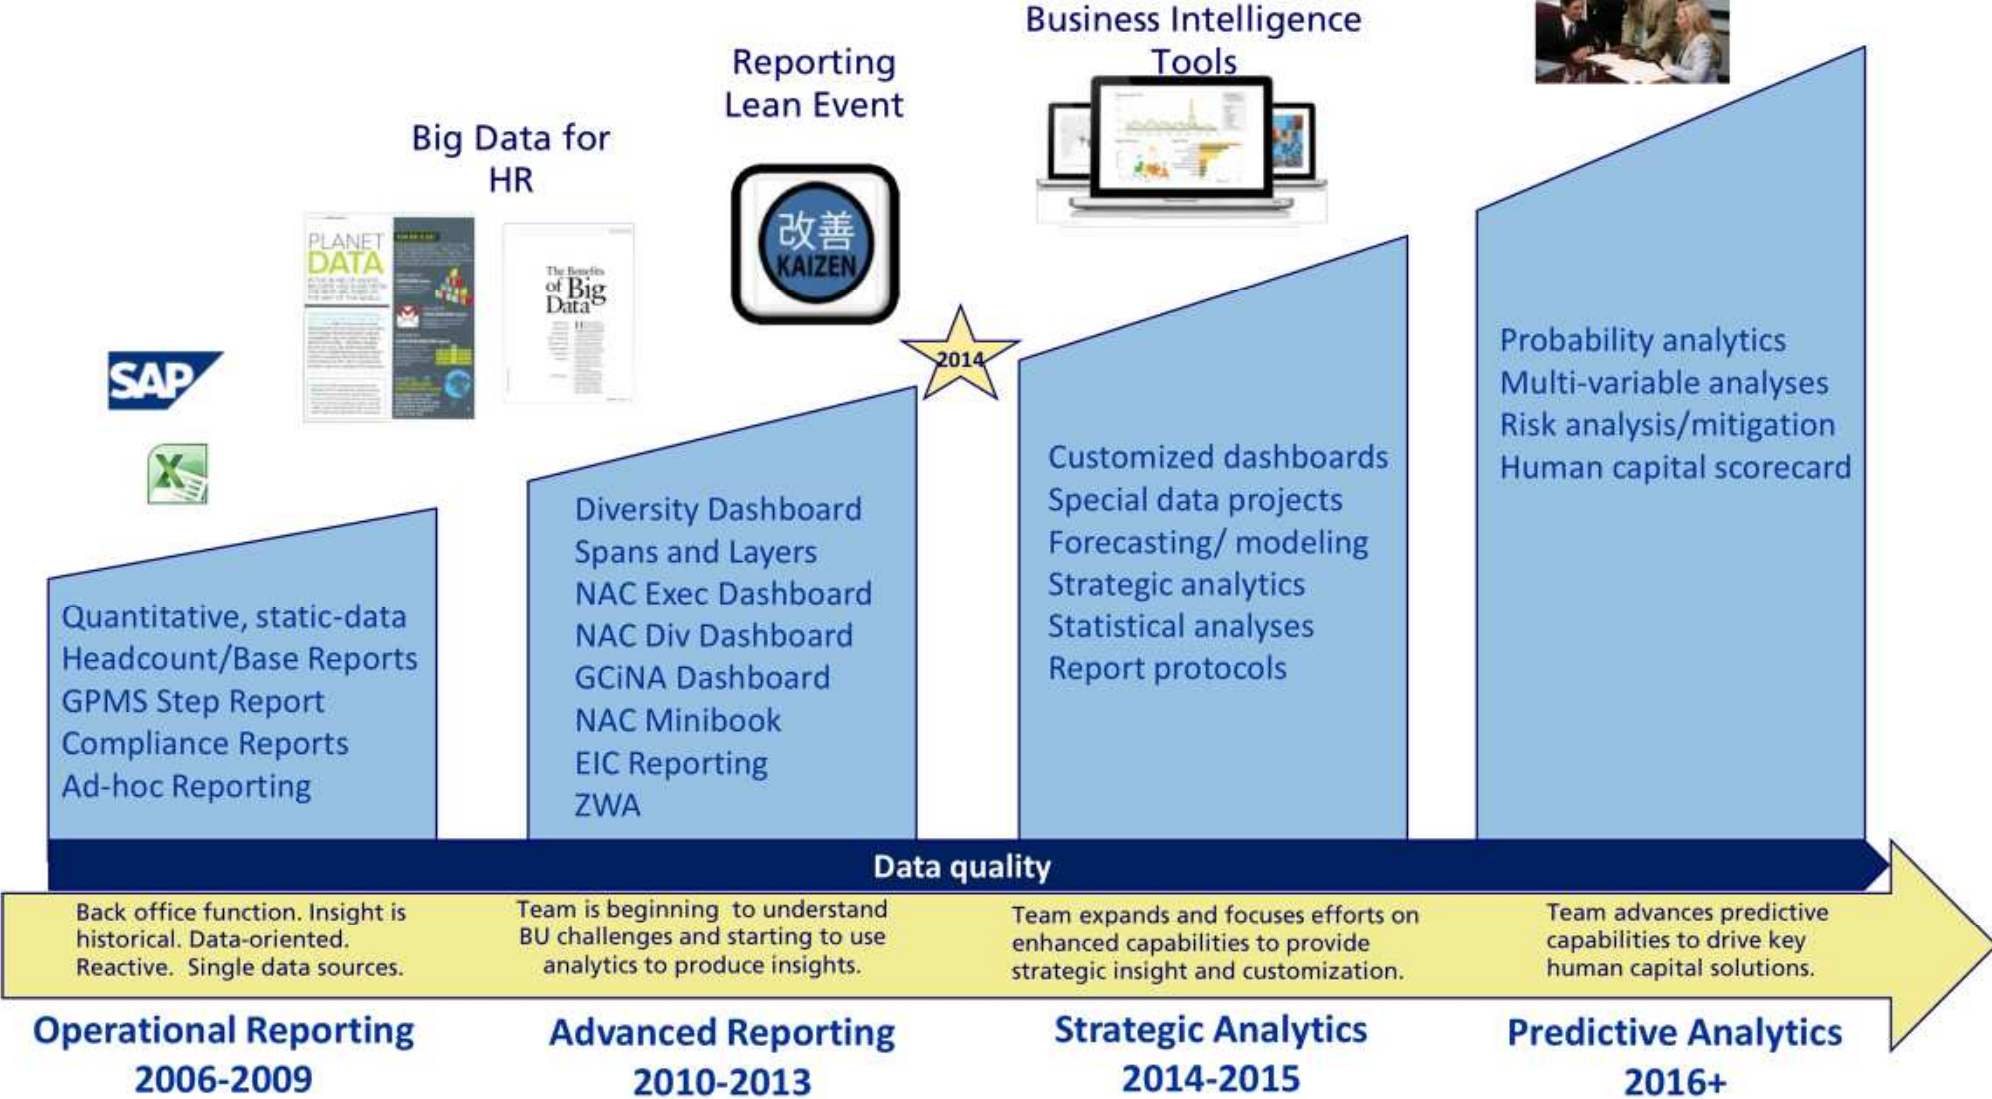 Business Intelligence
Tools
Reporting
Lean Event
Big Data for
HR
PLANET
DATA
The Benefits
of Big
Data
改善
KAIZEN
SAP
2014
Quantitative, static-data
Headcount/Base Reports
GPMS Step Report
Compliance Reports
Ad-hoc Reporting
Diversity Dashboard
Spans and Layers
NAC Exec Dashboard
NAC Div Dashboard
GCiNA Dashboard
NAC Minibook
EIC Reporting
ZWA
Customized dashboards
Special data projects
Forecasting/ modeling
Strategic analytics
Statistical analyses
Report protocols
Probability analytics
Multi-variable analyses
Risk analysis/mitigation
Human capital scorecard
Data quality
Back office function. Insight is
historical. Data-oriented.
Reactive. Single data sources.
Team is beginning to understand
BU challenges and starting to use
analytics to produce insights.
Team expands and focuses efforts on
enhanced capabilities to provide
strategic insight and customization.
Team advances predictive
capabilities to drive key
human capital solutions.
Operational Reporting
2006-2009
Advanced Reporting
2010-2013
Strategic Analytics
2014-2015
Predictive Analytics
2016+